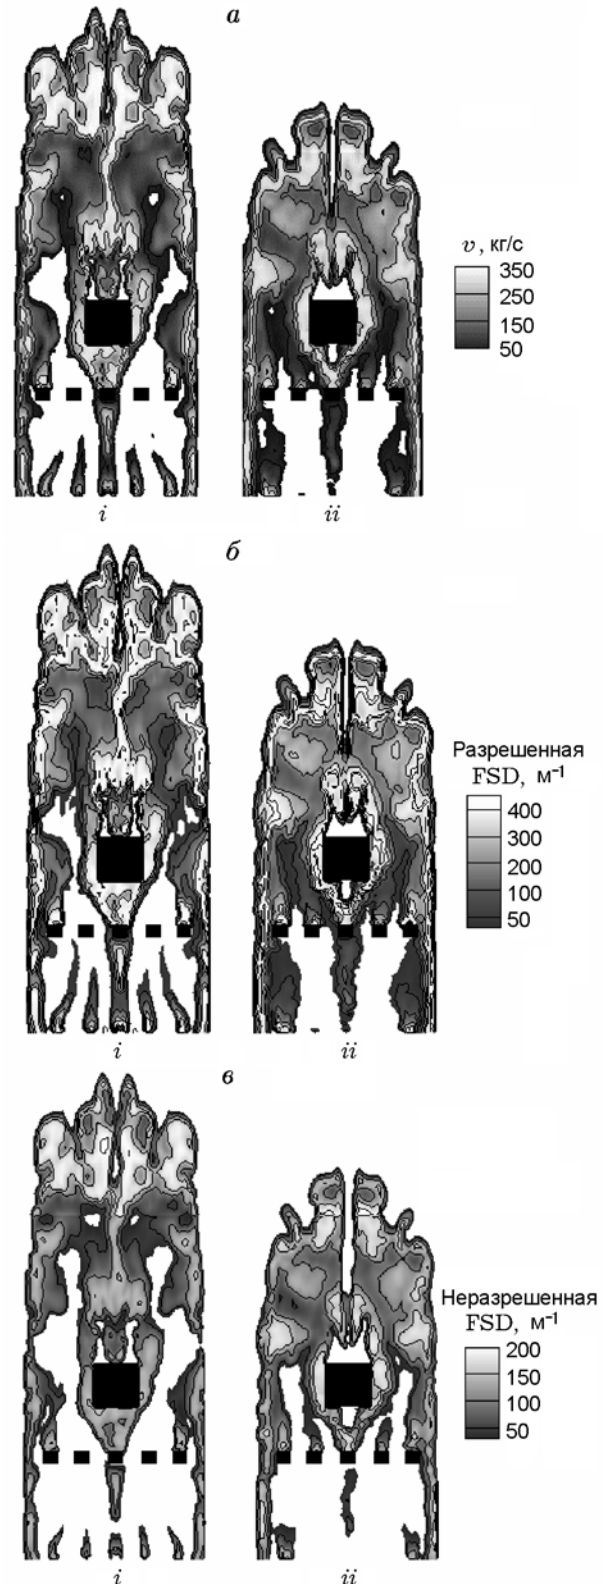 а
v, кг/с
350
250
150
50
i ii
б
Разрешенная
FSD, м⁻¹
400
300
200
100
50
i ii
в
Неразрешенная
FSD, м⁻¹
200
150
100
50
i ii